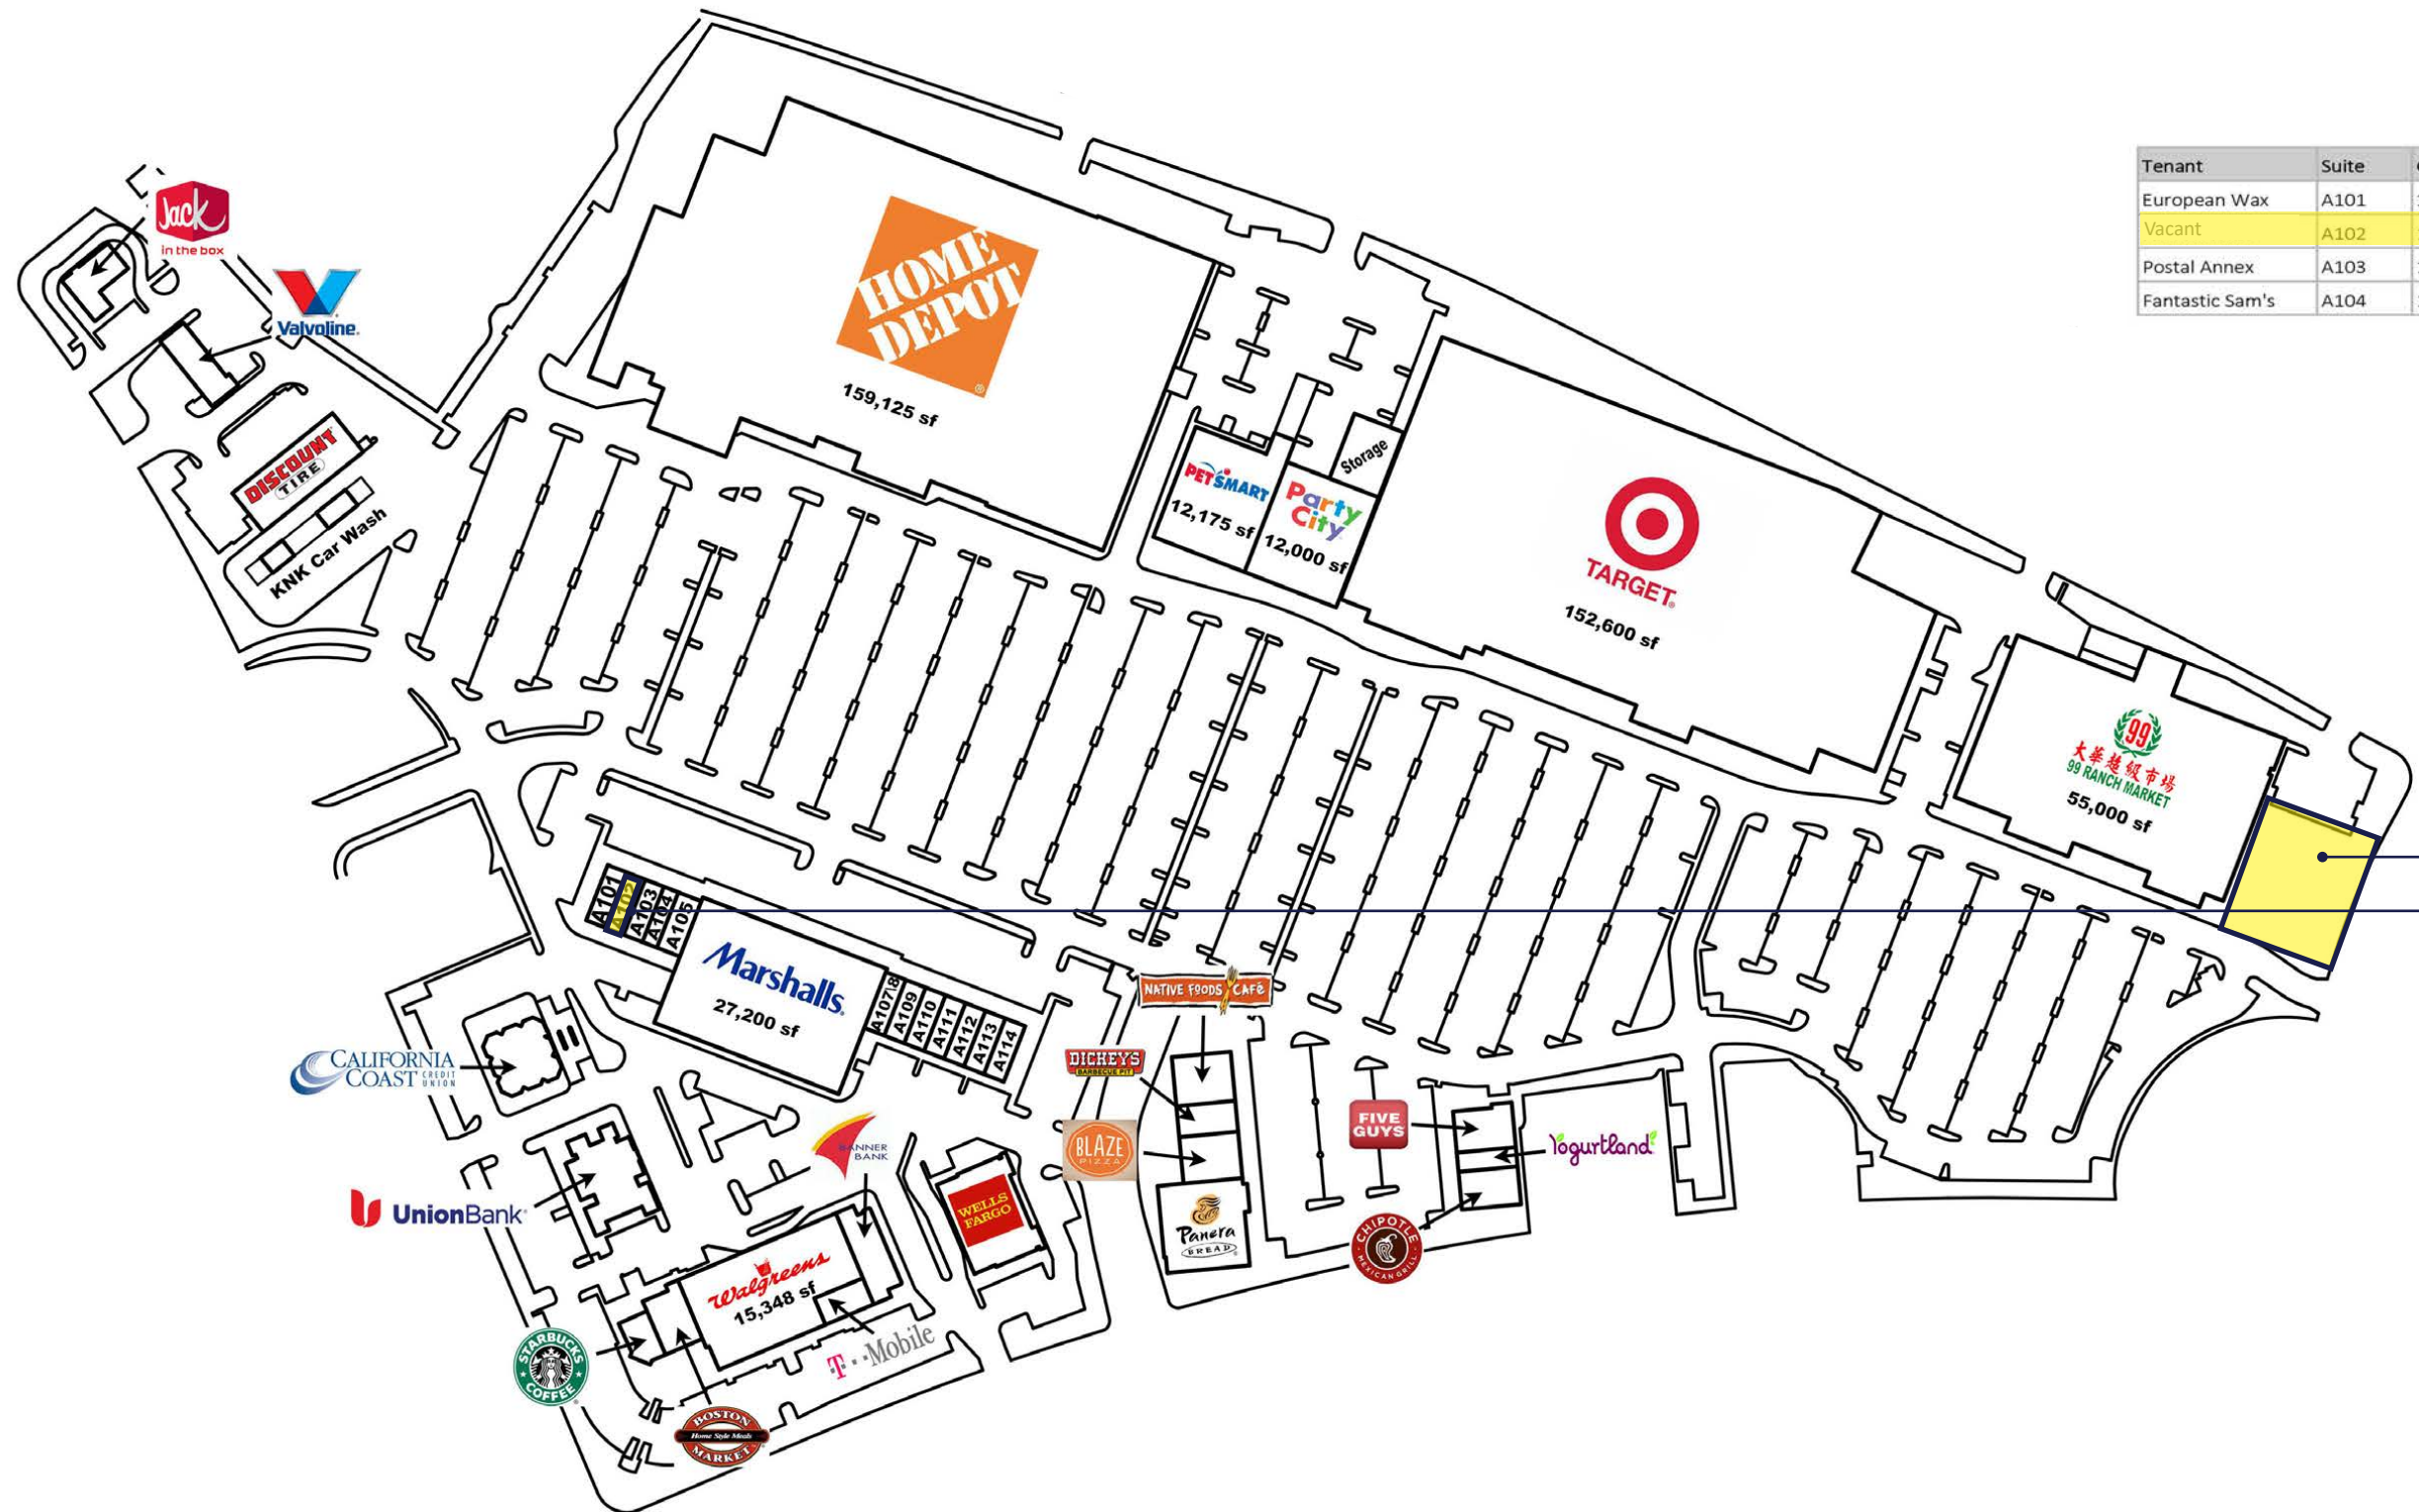 Jack
in the box
Valvoline
HOME
DEPOT
159,125 sf
DISCOUNT
TIRE
KNK Car Wash
PETSMART
12,175 sf
Party
City
12,000 sf
Storage
TARGET
152,600 sf
99
大華超級市場
99 RANCH MARKET
55,000 sf
Tenant Suite
European Wax A101
Vacant A102
Postal Annex A103
Fantastic Sam's A104
A101
A102
A103
A104
A105
Marshalls
27,200 sf
A107\8
A109
A110
A111
A112
A113
A114
NATIVE FOODS CAFé
DICKEY'S
BARBECUE PIT
BLAZE
PIZZA
Panera
BREAD
FIVE
GUYS
Yogurtland
CHIPOTLE
MEXICAN GRILL
CALIFORNIA
COAST CREDIT
UNION
UnionBank
BANNER
BANK
WELLS
FARGO
Walgreens
15,348 sf
T··Mobile
STARBUCKS
COFFEE
BOSTON
Home Style Meals
MARKET